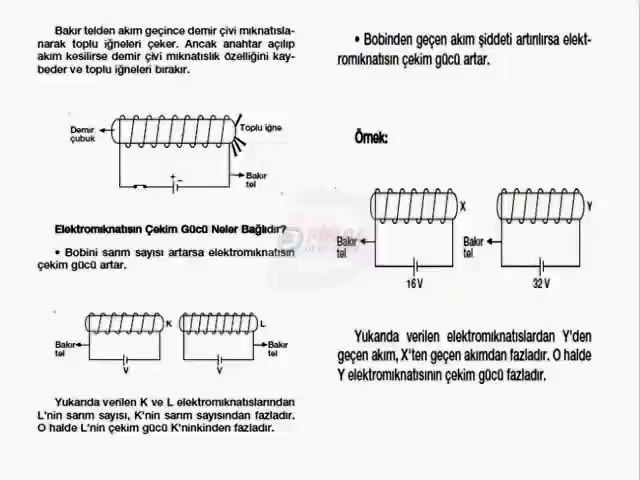 Bakır telden akım geçince demir çivi mıknatısla-
narak toplu iğneleri çeker. Ancak anahtar açılıp
akım kesilirse demir çivi mıknatıslık özelliğini kay-
beder ve toplu iğneleri bırakır.
Demir
çubuk
Toplu iğne
Bakır
tel
+ −
Elektromıknatısın Çekim Gücü Neler Bağlıdır?
• Bobini sarım sayısı artarsa elektromıknatısın
çekim gücü artar.
K
L
Bakır
tel
Bakır
tel
V
V
Yukarıda verilen K ve L elektromıknatıslarından
L'nin sarım sayısı, K'nin sarım sayısından fazladır.
O halde L'nin çekim gücü K'ninkinden fazladır.
• Bobinden geçen akım şiddeti artırılırsa elekt-
romıknatısın çekim gücü artar.
Örnek:
X
Y
Bakır
tel
Bakır
tel
16 V
32 V
Yukarıda verilen elektromıknatıslardan Y'den
geçen akım, X'ten geçen akımdan fazladır. O halde
Y elektromıknatısının çekim gücü fazladır.